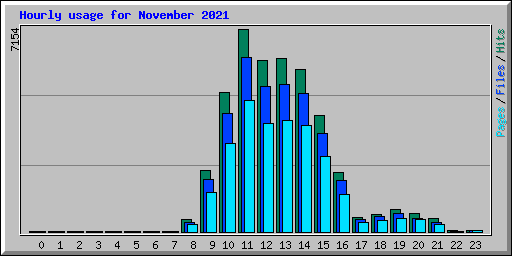 Hourly usage for November 2021
7154
Pages/Files/Hits
0 1 2 3 4 5 6 7 8 9 10 11 12 13 14 15 16 17 18 19 20 21 22 23